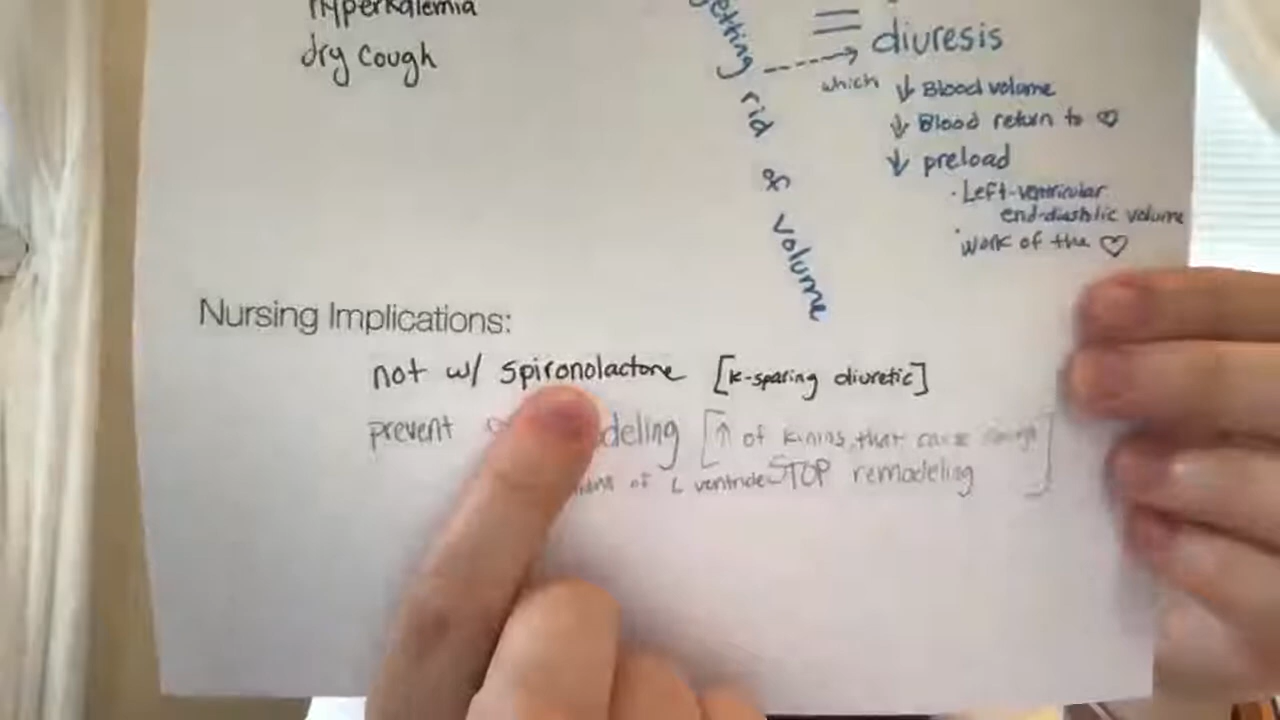 Hyperkalemia
dry cough
getting rid of volume
diuresis
which ↓ Blood volume
↓ Blood return to ♡
↓ preload
· Left-ventricular
end-diastolic volume
· work of the ♡
Nursing Implications:
not w/ spironolactone [k-sparing diuretic]
prevent [↑ of kinins, that cause cough
of L ventricle STOP remodeling]